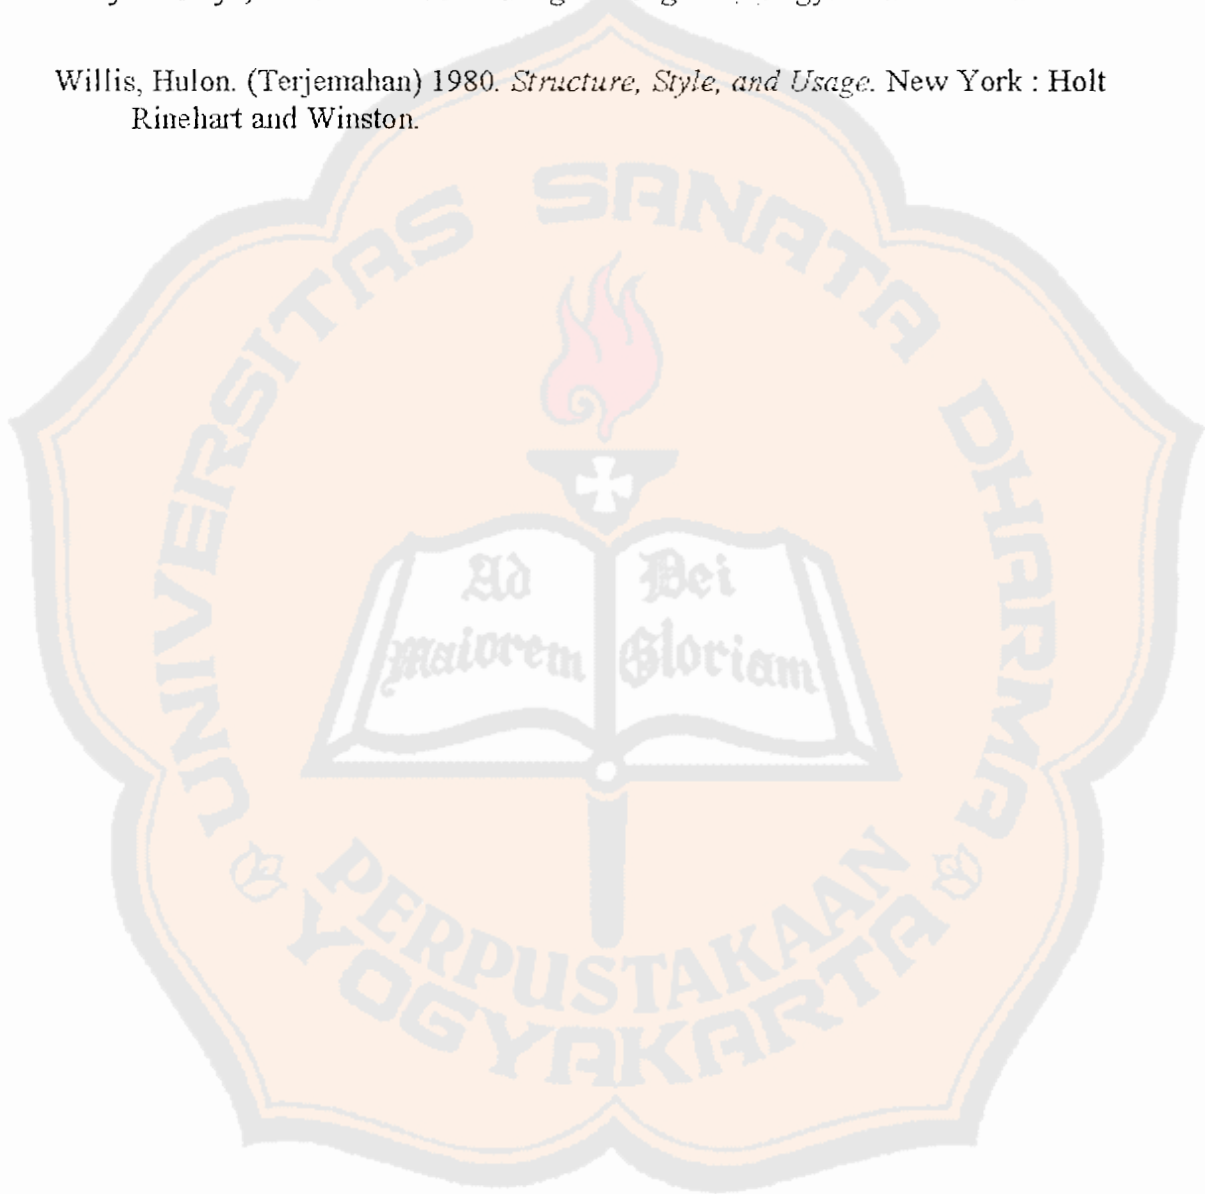 Willis, Hulon. (Terjemahan) 1980. Structure, Style, and Usage. New York : Holt
Rinehart and Winston.
UNIVERSITAS SANATA DHARMA
Ad Dei
Maiorem Gloriam
PERPUSTAKAAN
YOGYAKARTA